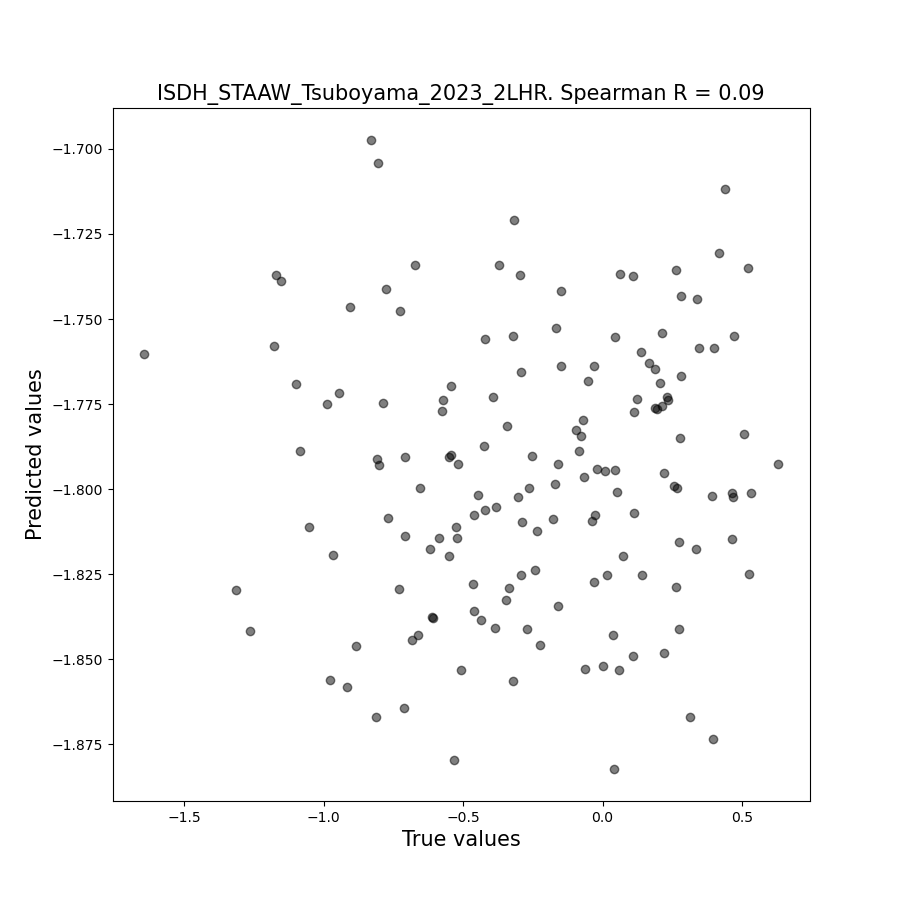 ISDH_STAAW_Tsuboyama_2023_2LHR. Spearman R = 0.09
Predicted values
−1.700
−1.725
−1.750
−1.775
−1.800
−1.825
−1.850
−1.875
−1.5 −1.0 −0.5 0.0 0.5
True values